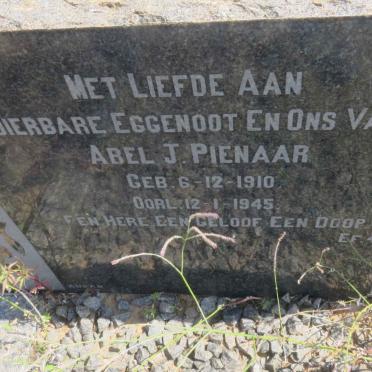 MET LIEFDE AAN
DIERBARE EGGENOOT EN ONS VA
ABEL J. PIENAAR
GEB. 6-12-1910
OORL. 12-1-1945.
EEN HERE EEN GELOOF EEN DOOP
EF